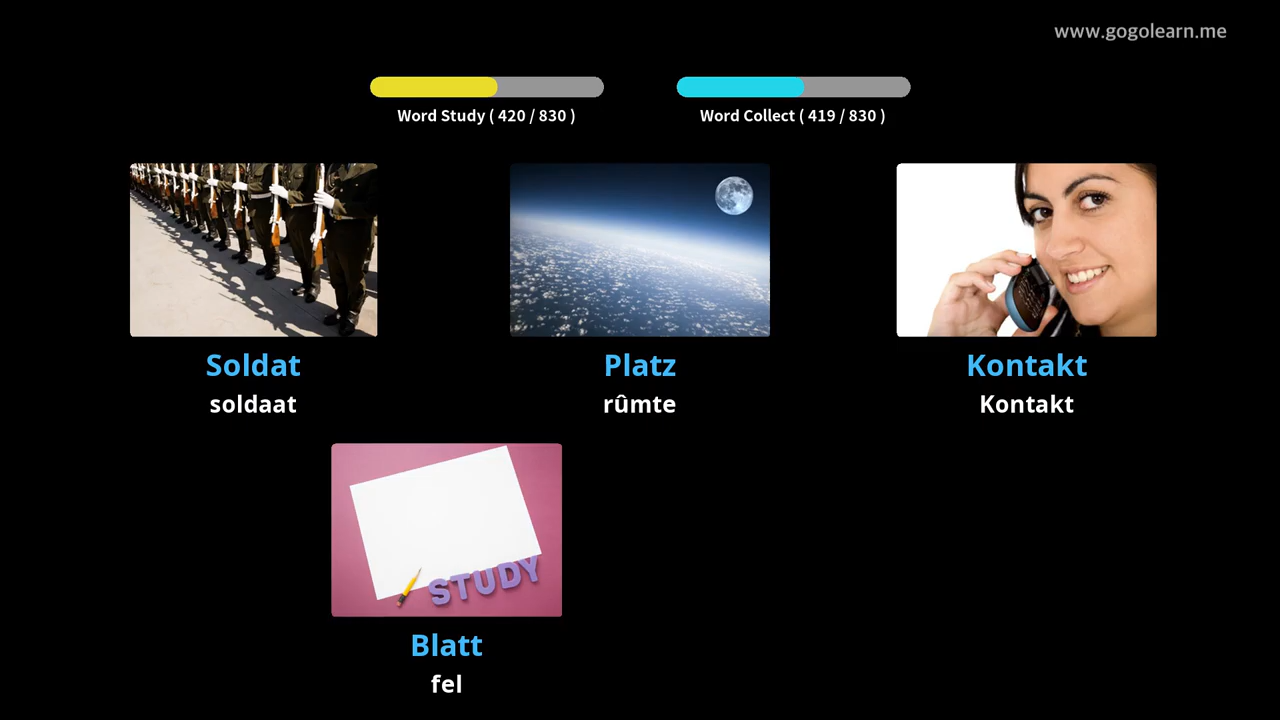 www.gogolearn.me
Word Study ( 420 / 830 )
Word Collect ( 419 / 830 )
Soldat
soldaat
Platz
rûmte
Kontakt
Kontakt
STUDY
Blatt
fel